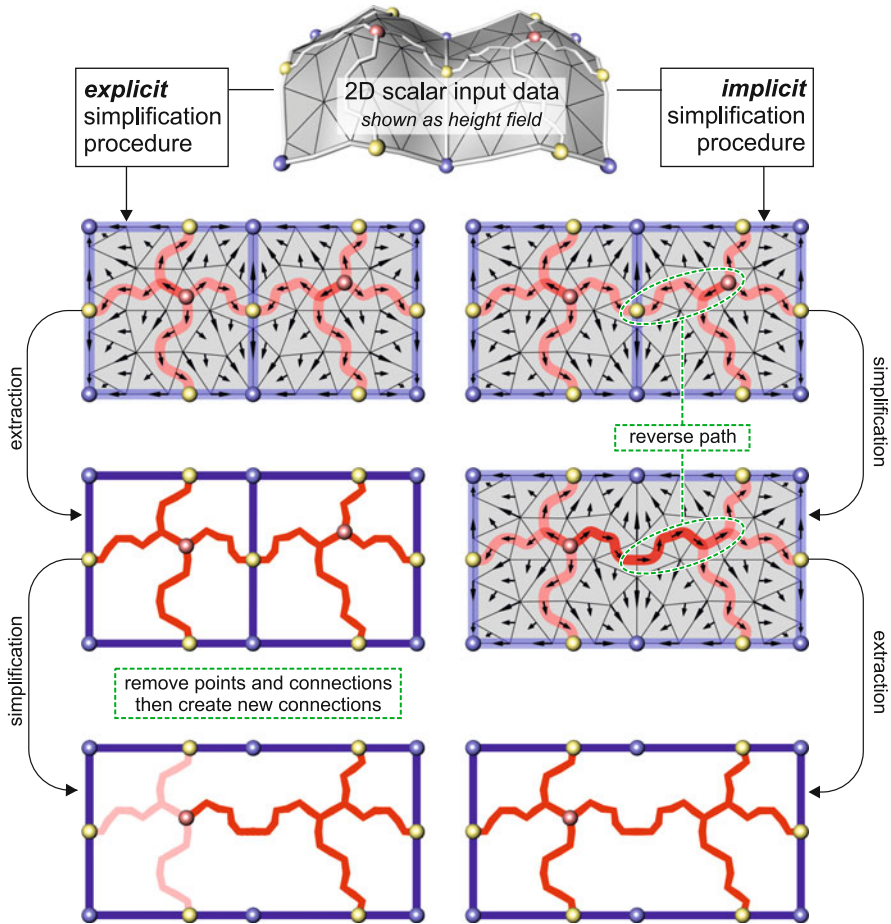 explicit
simplification
procedure
2D scalar input data
shown as height field
implicit
simplification
procedure
extraction
simplification
reverse path
simplification
extraction
remove points and connections
then create new connections